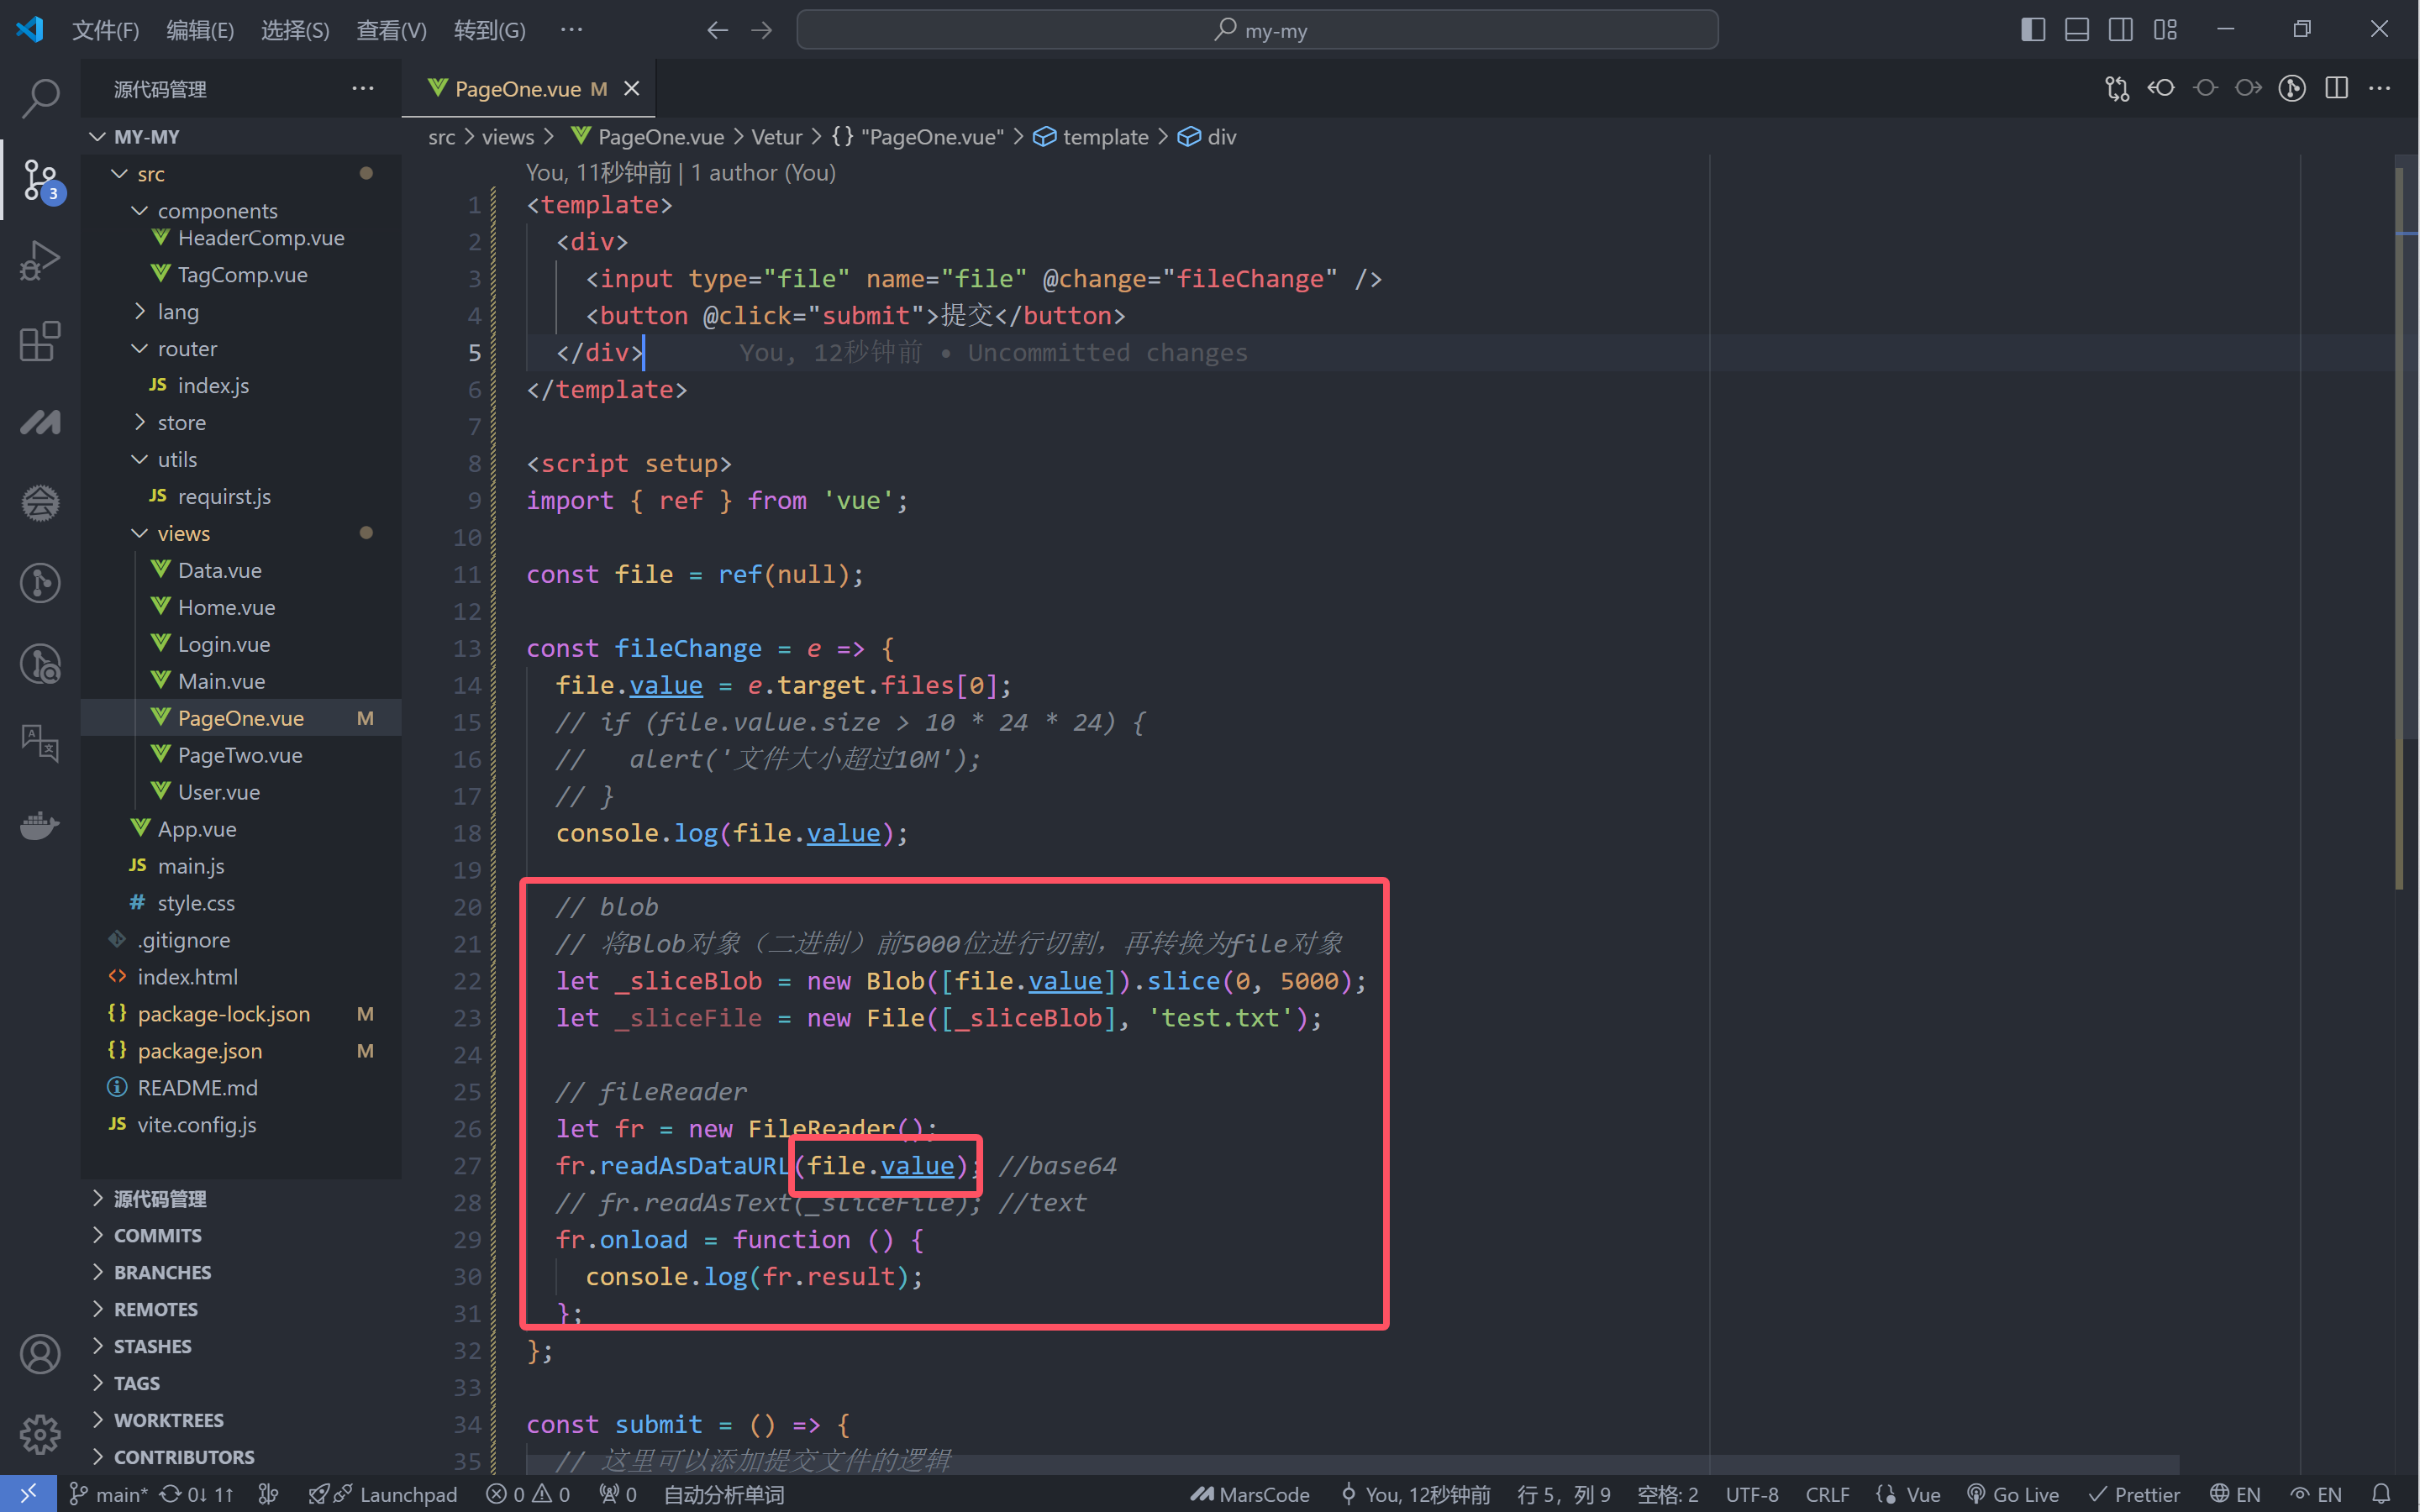 文件(F) 编辑(E) 选择(S) 查看(V) 转到(G) ··· my-my
源代码管理 ···
MY-MY
src
components
HeaderComp.vue
TagComp.vue
lang
router
JS index.js
store
utils
JS requirst.js
views
Data.vue
Home.vue
Login.vue
Main.vue
PageOne.vue M
PageTwo.vue
User.vue
App.vue
JS main.js
# style.css
.gitignore
<> index.html
{} package-lock.json M
{} package.json M
README.md
JS vite.config.js
源代码管理
COMMITS
BRANCHES
REMOTES
STASHES
TAGS
WORKTREES
CONTRIBUTORS
3
PageOne.vue M
src > views > PageOne.vue > Vetur > {} "PageOne.vue" > template > div
You, 11秒钟前 | 1 author (You)
1 <template>
2 <div>
3 <input type="file" name="file" @change="fileChange" />
4 <button @click="submit">提交</button>
5 </div> You, 12秒钟前 • Uncommitted changes
6 </template>
7
8 <script setup>
9 import { ref } from 'vue';
10
11 const file = ref(null);
12
13 const fileChange = e => {
14 file.value = e.target.files[0];
15 // if (file.value.size > 10 * 24 * 24) {
16 // alert('文件大小超过10M');
17 // }
18 console.log(file.value);
19
20 // blob
21 // 将Blob对象（二进制）前5000位进行切割，再转换为file对象
22 let _sliceBlob = new Blob([file.value]).slice(0, 5000);
23 let _sliceFile = new File([_sliceBlob], 'test.txt');
24
25 // fileReader
26 let fr = new FileReader();
27 fr.readAsDataURL(file.value); //base64
28 // fr.readAsText(_sliceFile); //text
29 fr.onload = function () {
30 console.log(fr.result);
31 };
32 };
33
34 const submit = () => {
35 // 这里可以添加提交文件的逻辑
main* 0↓ 1↑ Launchpad 0 0 0 自动分析单词 MarsCode You, 12秒钟前 行 5，列 9 空格: 2 UTF-8 CRLF Vue Go Live Prettier EN EN